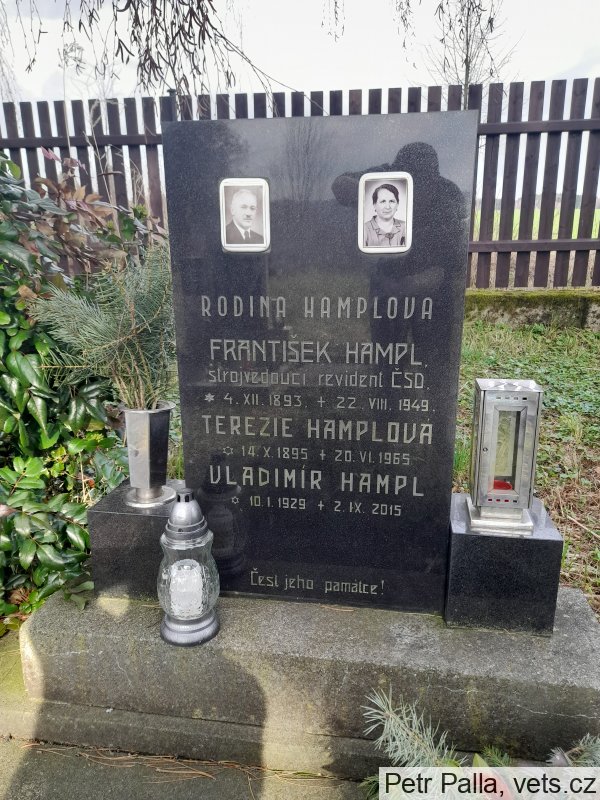 RODINA HAMPLOVA
FRANTIŠEK HAMPL,
strojvedoucí revident ČSD.
* 4. XII. 1893. + 22. VIII. 1949.
TEREZIE HAMPLOVÁ
* 14. X 1895 + 20. VI. 1965
VLADIMÍR HAMPL
* 10. 1. 1929 + 2. IX. 2015
Čest jeho památce!
Petr Palla, vets.cz